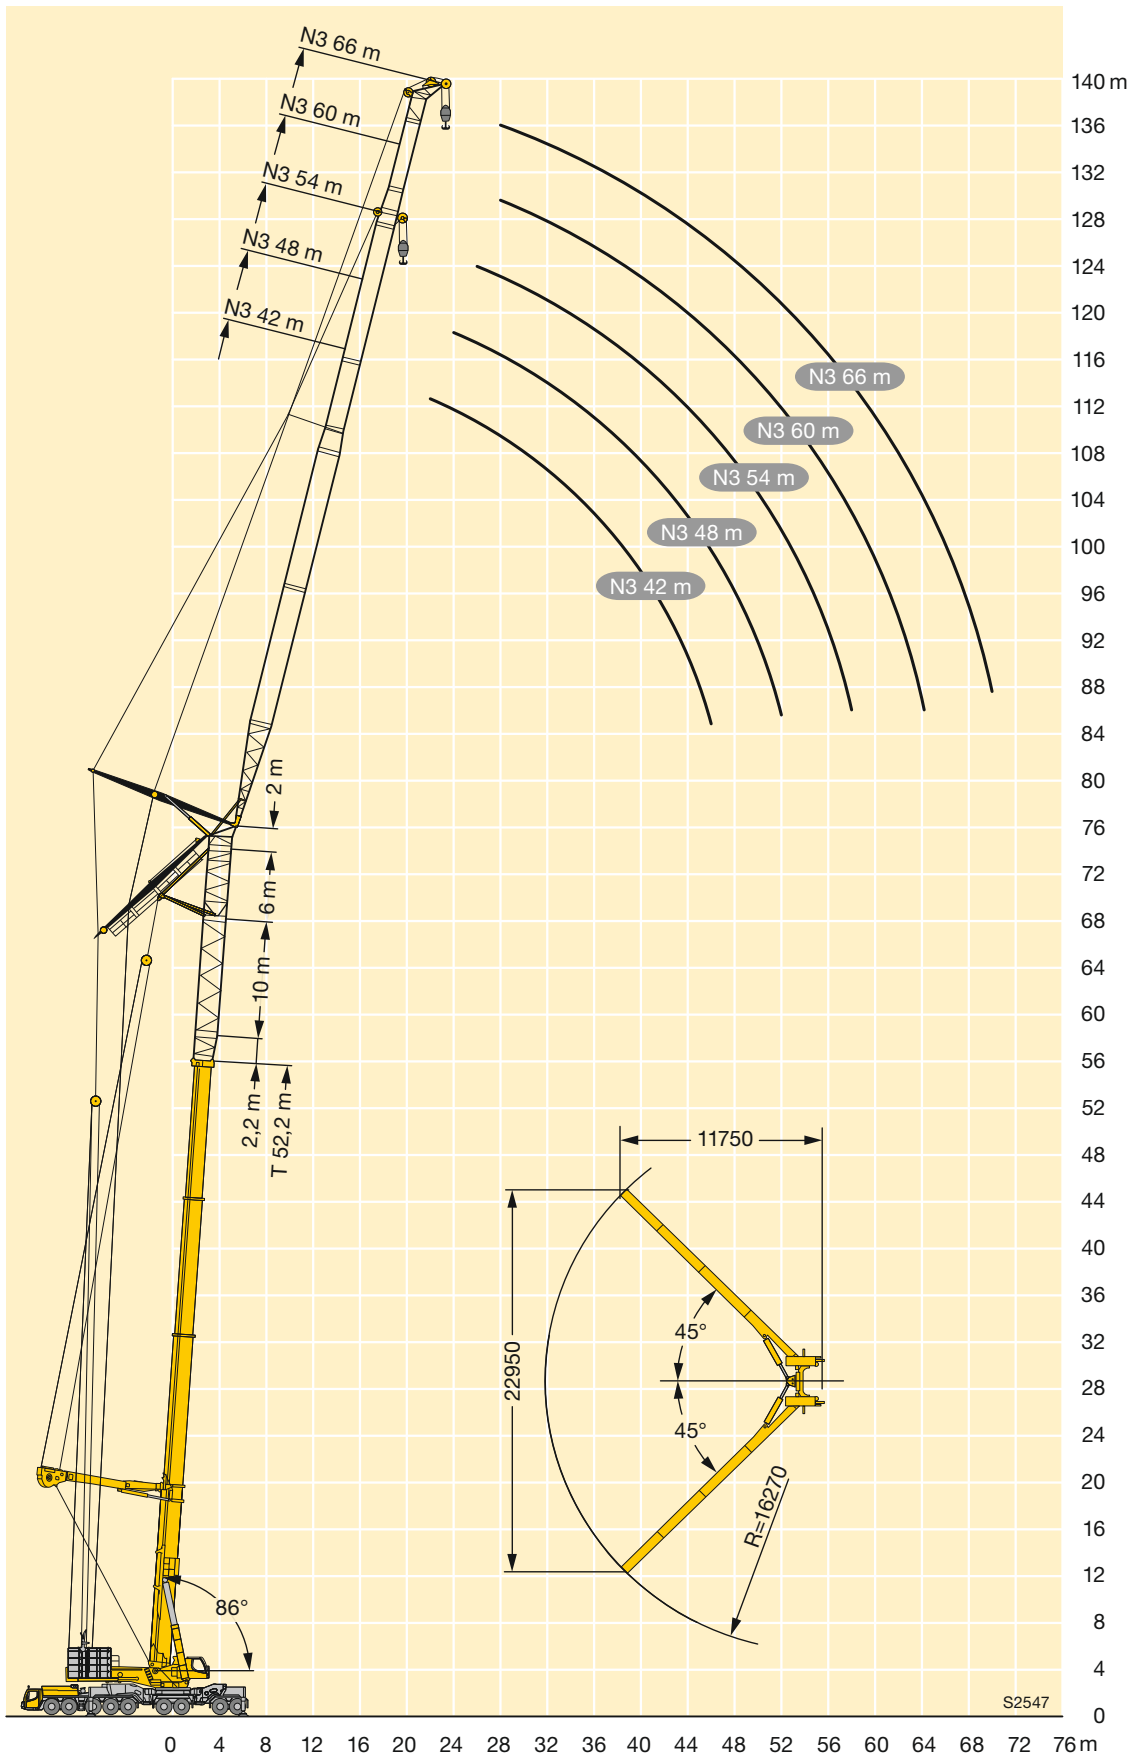 N3 66 m
N3 60 m
N3 54 m
N3 48 m
N3 42 m
140 m
136
132
128
124
120
116
112
108
104
100
96
92
88
84
80
76
72
68
64
60
56
52
48
44
40
36
32
28
24
20
16
12
8
4
0
N3 66 m
N3 60 m
N3 54 m
N3 48 m
N3 42 m
2 m
6 m
10 m
2,2 m
T 52,2 m
11750
22950
45°
45°
R=16270
86°
S2547
0 4 8 12 16 20 24 28 32 36 40 44 48 52 56 60 64 68 72 76 m